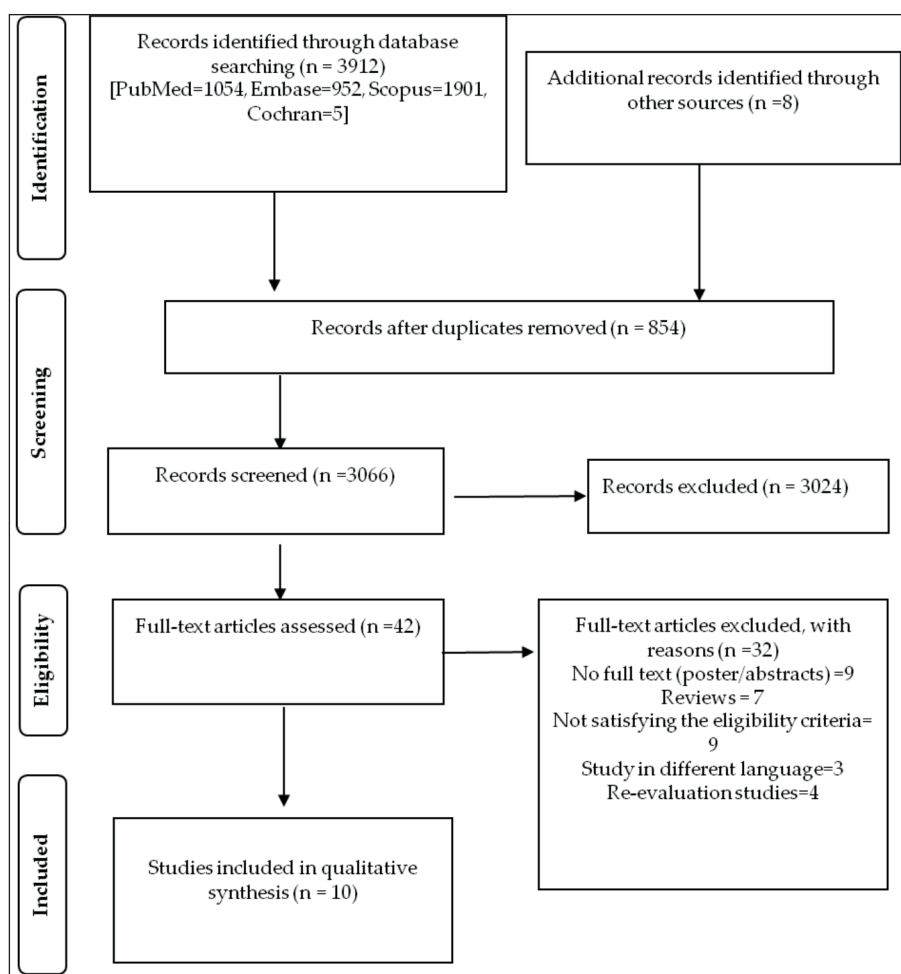 Identification
Records identified through database
searching (n = 3912)
[PubMed=1054, Embase=952, Scopus=1901,
Cochran=5]
Additional records identified through
other sources (n =8)
Screening
Records after duplicates removed (n = 854)
Records screened (n =3066)
Records excluded (n = 3024)
Eligibility
Full-text articles assessed (n =42)
Full-text articles excluded, with
reasons (n =32)
No full text (poster/abstracts) =9
Reviews = 7
Not satisfying the eligibility criteria=
9
Study in different language=3
Re-evaluation studies=4
Included
Studies included in qualitative
synthesis (n = 10)